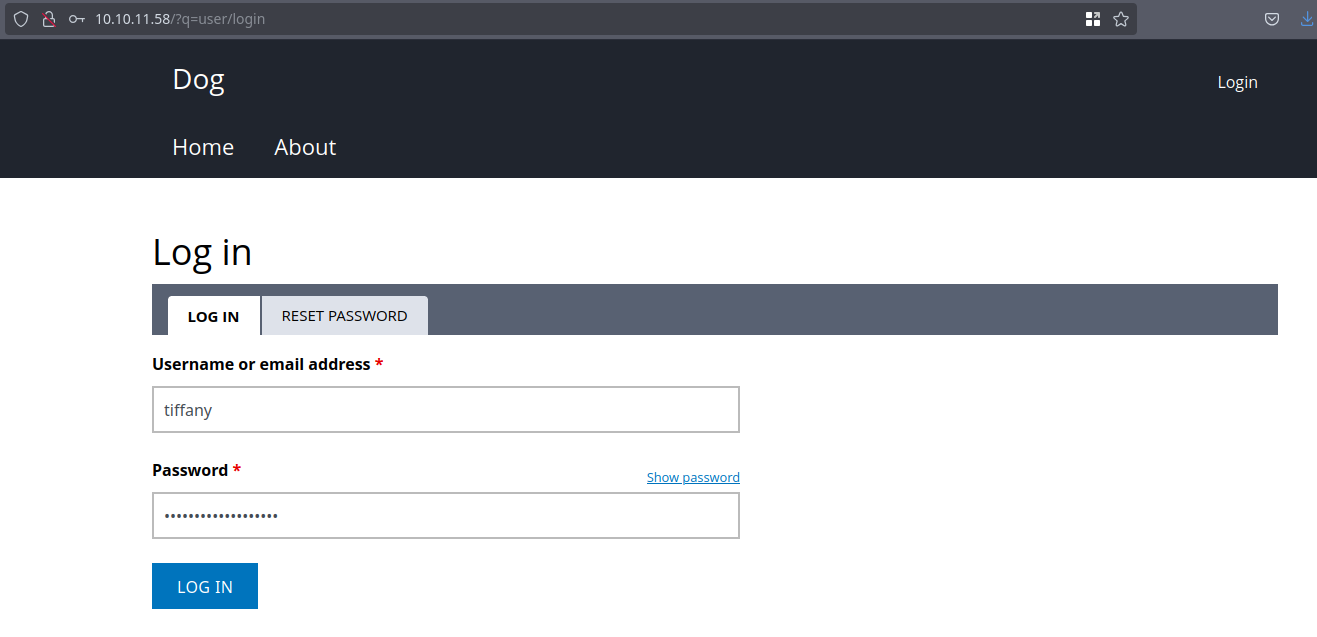 10.10.11.58/?q=user/login
Dog
Login
Home About
Log in
LOG IN RESET PASSWORD
Username or email address *
tiffany
Password *
Show password
••••••••••••••••••••
LOG IN